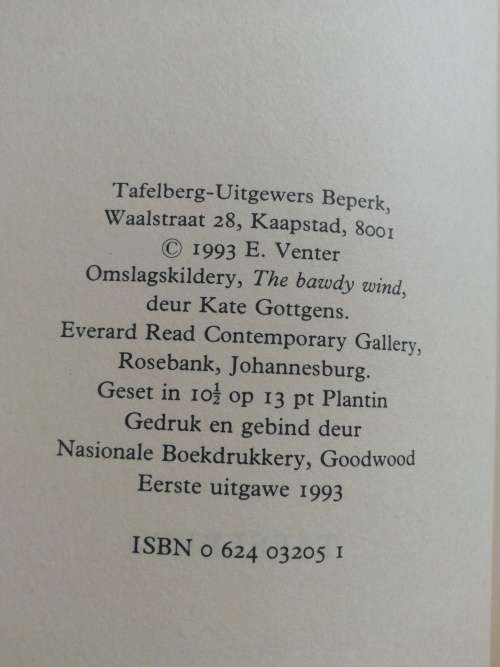 Tafelberg-Uitgewers Beperk,
Waalstraat 28, Kaapstad, 8001
© 1993 E. Venter
Omslagskildery, The bawdy wind,
deur Kate Gottgens.
Everard Read Contemporary Gallery,
Rosebank, Johannesburg.
Geset in 10½ op 13 pt Plantin
Gedruk en gebind deur
Nasionale Boekdrukkery, Goodwood
Eerste uitgawe 1993
ISBN 0 624 03205 1